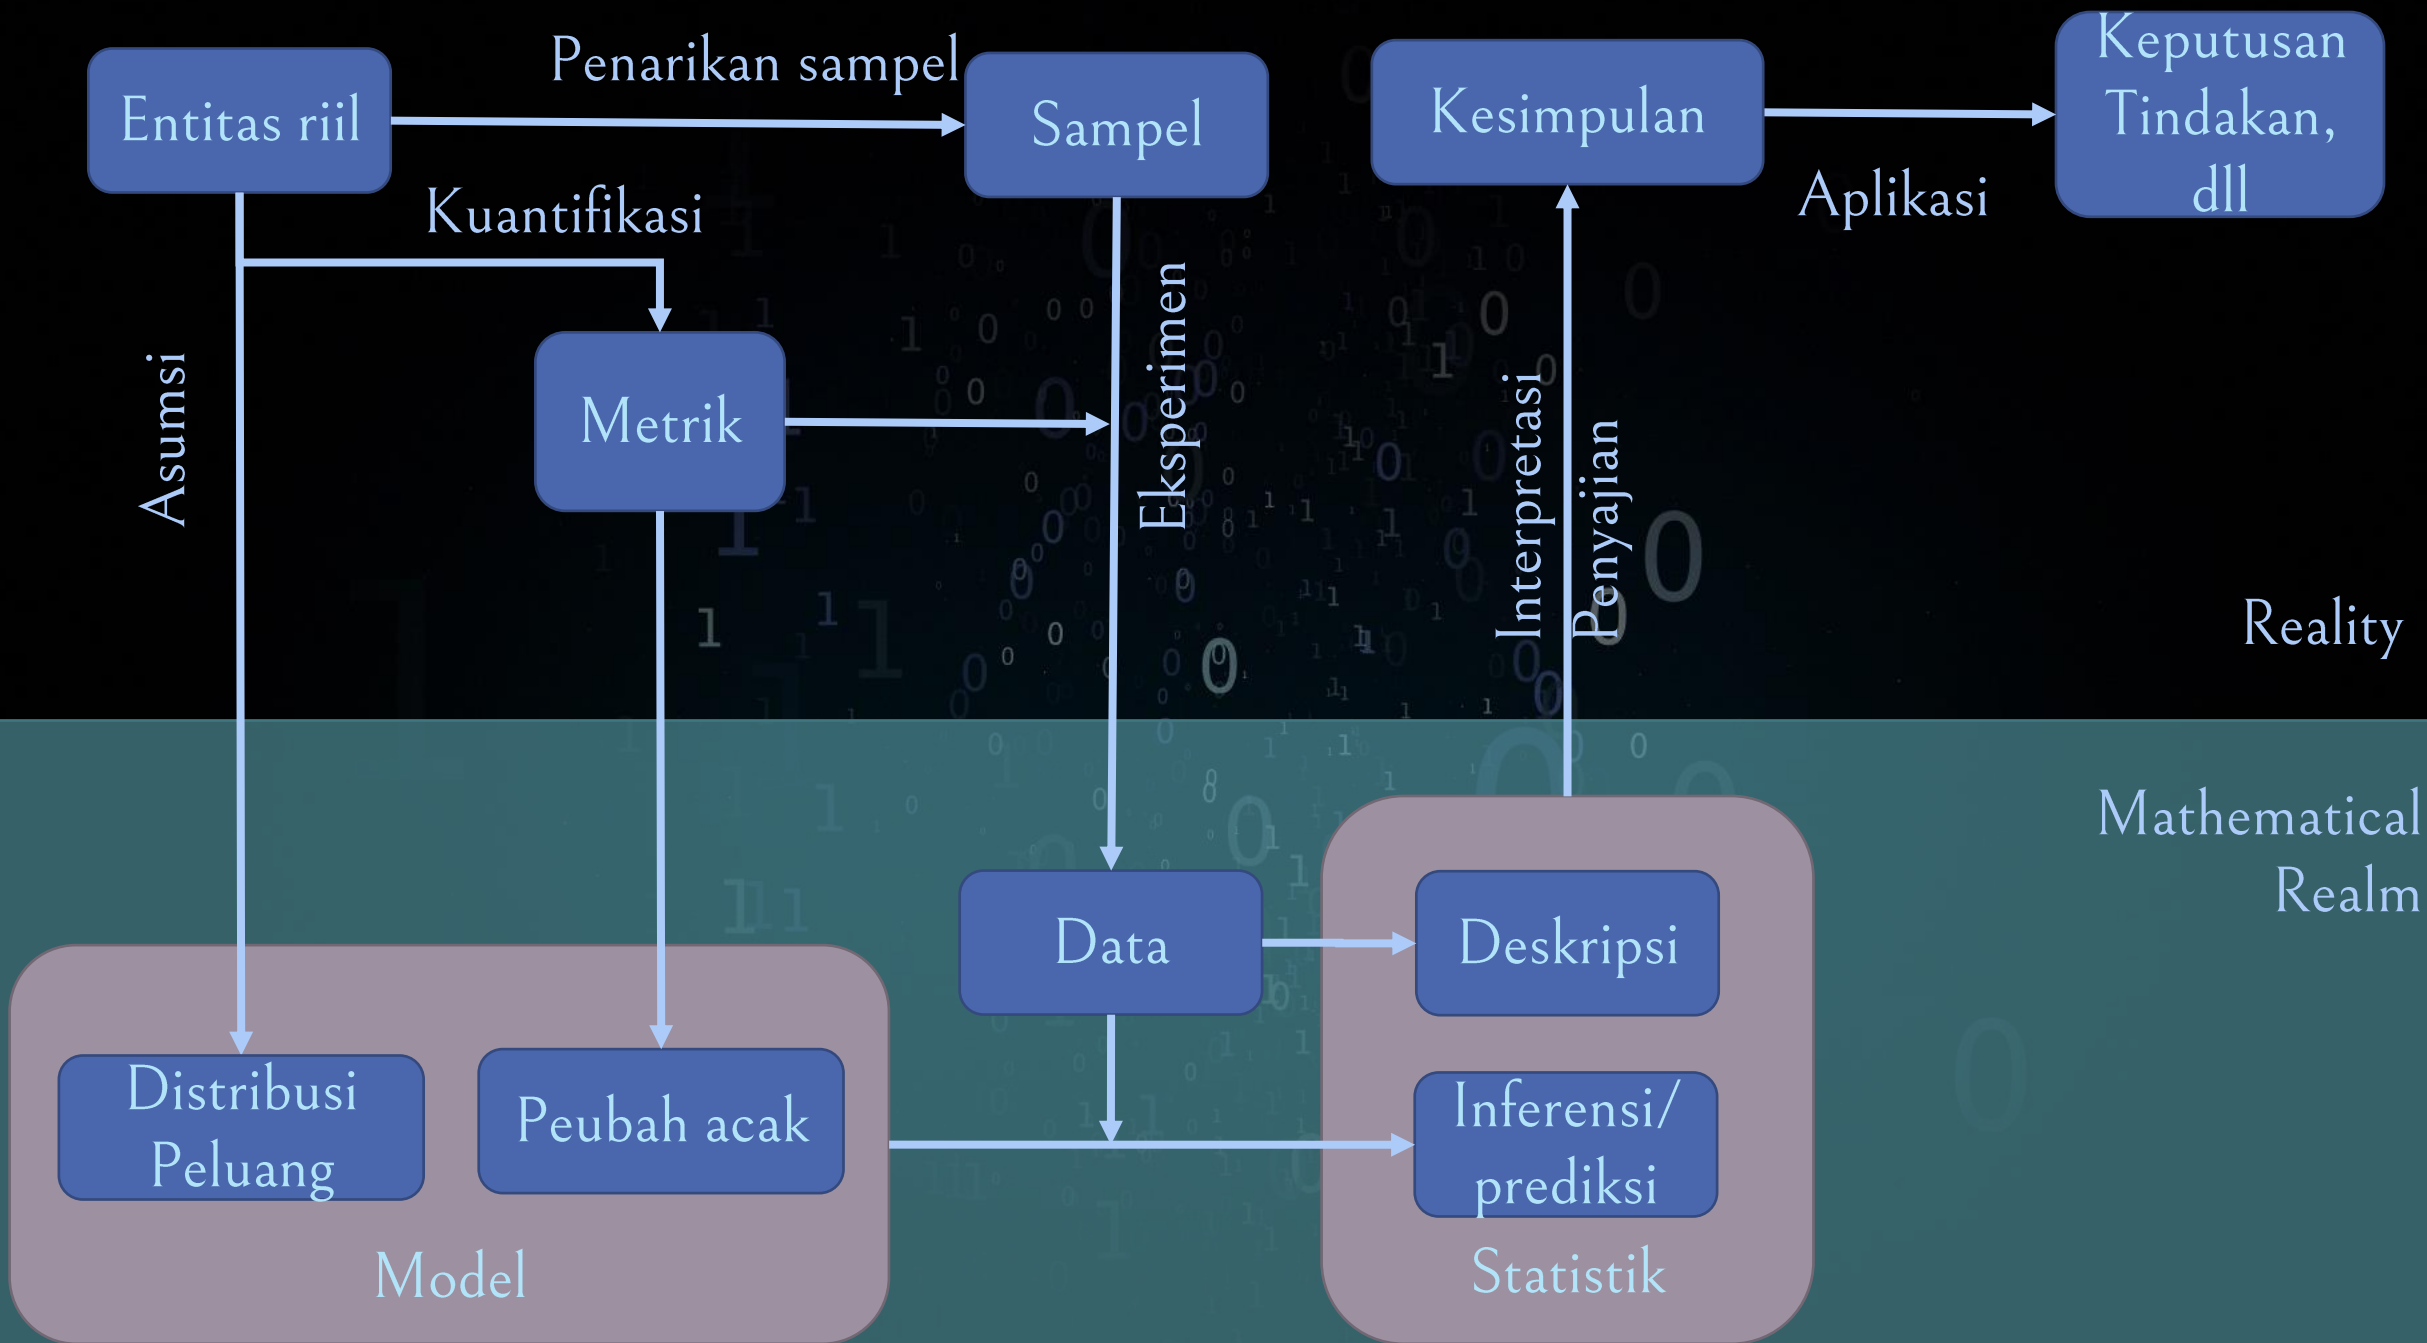 Entitas riil
Penarikan sampel
Sampel
Kesimpulan
Keputusan
Tindakan,
dll
Kuantifikasi
Aplikasi
Asumsi
Metrik
Eksperimen
Interpretasi
Penyajian
Reality
Mathematical
Realm
Data
Deskripsi
Distribusi
Peluang
Peubah acak
Inferensi/
prediksi
Model
Statistik